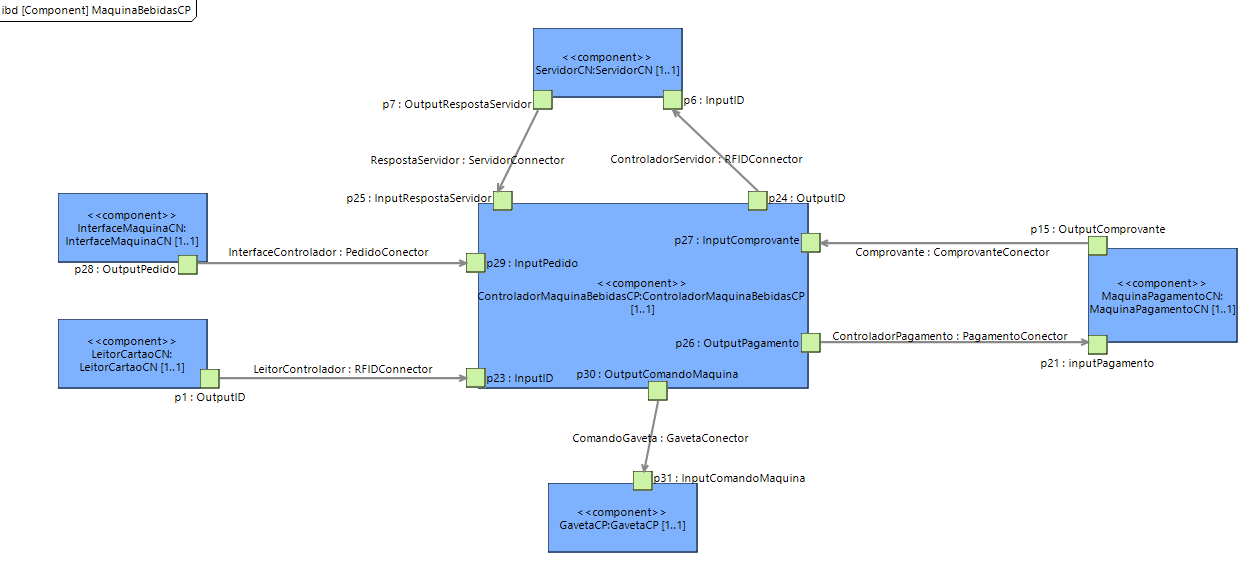 ibd [Component] MaquinaBebidasCP
<<component>>
ServidorCN:ServidorCN [1..1]
p7 : OutputRespostaServidor
p6 : InputID
RespostaServidor : ServidorConnector
ControladorServidor : RFIDConnector
p25 : InputRespostaServidor
p24 : OutputID
<<component>>
InterfaceMaquinaCN:
InterfaceMaquinaCN [1..1]
p28 : OutputPedido
InterfaceControlador : PedidoConector
p29 : InputPedido
p27 : InputComprovante
p15 : OutputComprovante
Comprovante : ComprovanteConector
<<component>>
ControladorMaquinaBebidasCP:ControladorMaquinaBebidasCP
[1..1]
<<component>>
MaquinaPagamentoCN:
MaquinaPagamentoCN [1..1]
p26 : OutputPagamento
ControladorPagamento : PagamentoConector
p21 : inputPagamento
<<component>>
LeitorCartaoCN:
LeitorCartaoCN [1..1]
p1 : OutputID
LeitorControlador : RFIDConnector
p23 : InputID
p30 : OutputComandoMaquina
ComandoGaveta : GavetaConector
p31 : InputComandoMaquina
<<component>>
GavetaCP:GavetaCP [1..1]